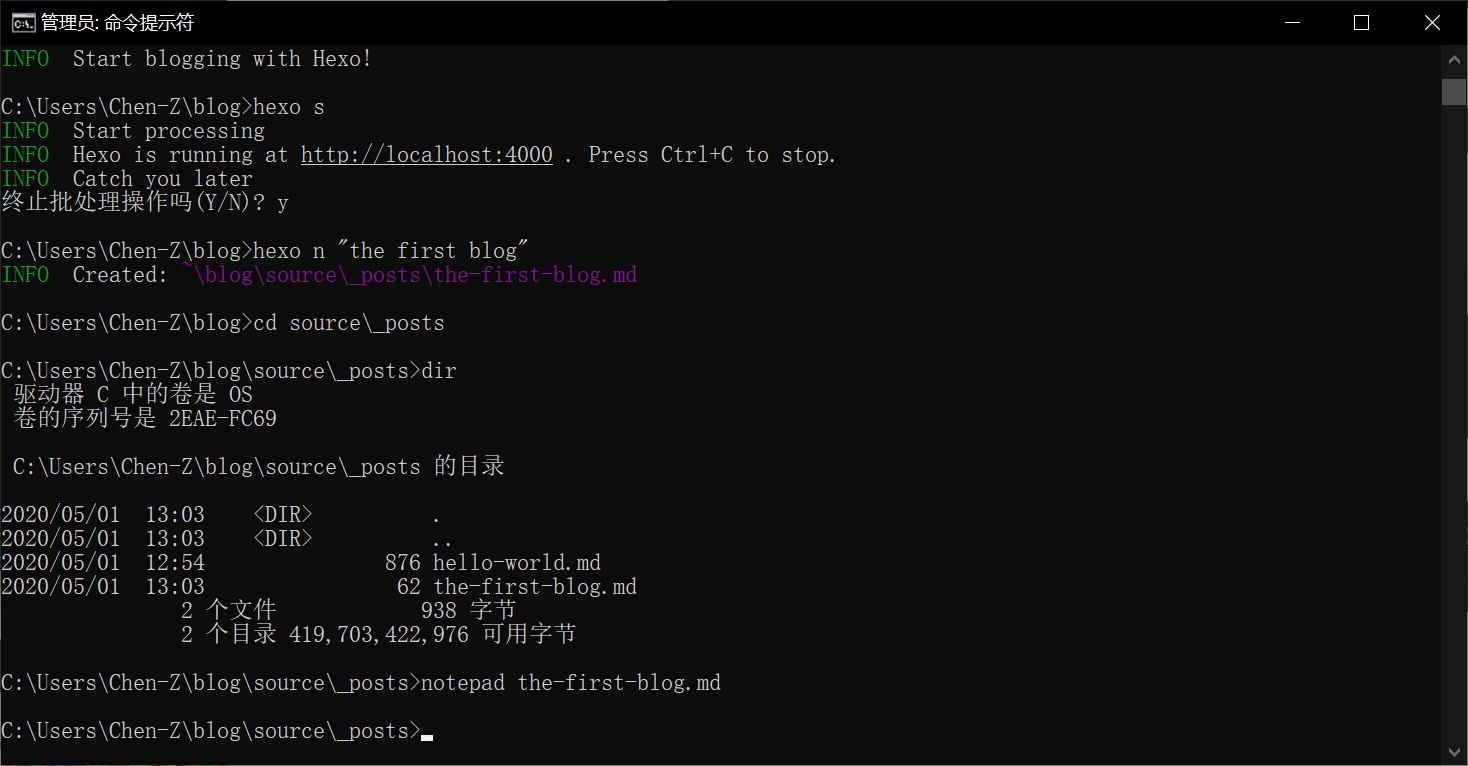 管理员: 命令提示符
INFO  Start blogging with Hexo!
C:\Users\Chen-Z\blog>hexo s
INFO  Start processing
INFO  Hexo is running at http://localhost:4000 . Press Ctrl+C to stop.
INFO  Catch you later
终止批处理操作吗(Y/N)? y
C:\Users\Chen-Z\blog>hexo n "the first blog"
INFO  Created: ~\blog\source\_posts\the-first-blog.md
C:\Users\Chen-Z\blog>cd source\_posts
C:\Users\Chen-Z\blog\source\_posts>dir
 驱动器 C 中的卷是 OS
 卷的序列号是 2EAE-FC69
 C:\Users\Chen-Z\blog\source\_posts 的目录
2020/05/01  13:03    <DIR>          .
2020/05/01  13:03    <DIR>          ..
2020/05/01  12:54               876 hello-world.md
2020/05/01  13:03                62 the-first-blog.md
               2 个文件            938 字节
               2 个目录 419,703,422,976 可用字节
C:\Users\Chen-Z\blog\source\_posts>notepad the-first-blog.md
C:\Users\Chen-Z\blog\source\_posts>